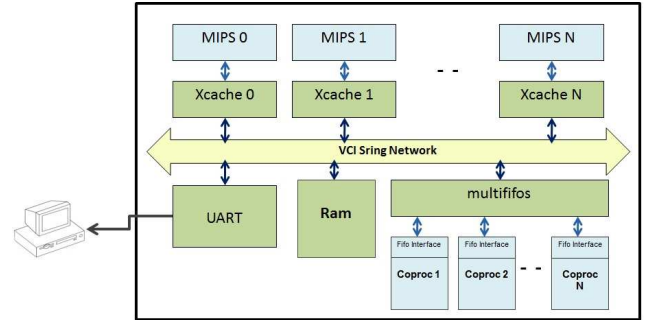 MIPS 0 MIPS 1 MIPS N
- -
Xcache 0 Xcache 1 Xcache N
VCI Sring Network
UART Ram multififos
Fifo Interface Fifo Interface Fifo Interface
Coproc 1 Coproc 2 - - Coproc
N